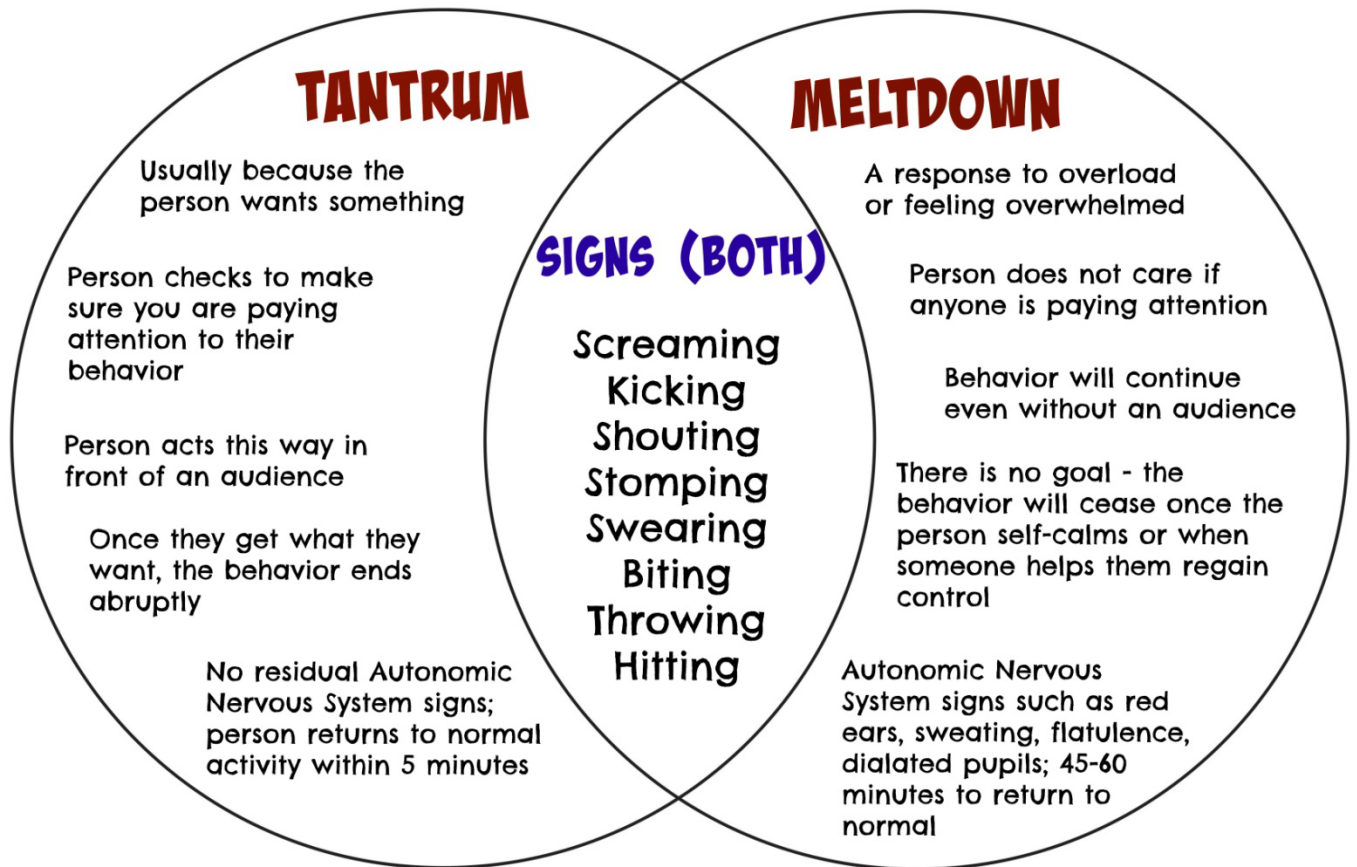 TANTRUM
Usually because the
person wants something
Person checks to make
sure you are paying
attention to their
behavior
Person acts this way in
front of an audience
Once they get what they
want, the behavior ends
abruptly
No residual Autonomic
Nervous System signs;
person returns to normal
activity within 5 minutes
SIGNS (BOTH)
Screaming
Kicking
Shouting
Stomping
Swearing
Biting
Throwing
Hitting
MELTDOWN
A response to overload
or feeling overwhelmed
Person does not care if
anyone is paying attention
Behavior will continue
even without an audience
There is no goal - the
behavior will cease once the
person self-calms or when
someone helps them regain
control
Autonomic Nervous
System signs such as red
ears, sweating, flatulence,
dialated pupils; 45-60
minutes to return to
normal